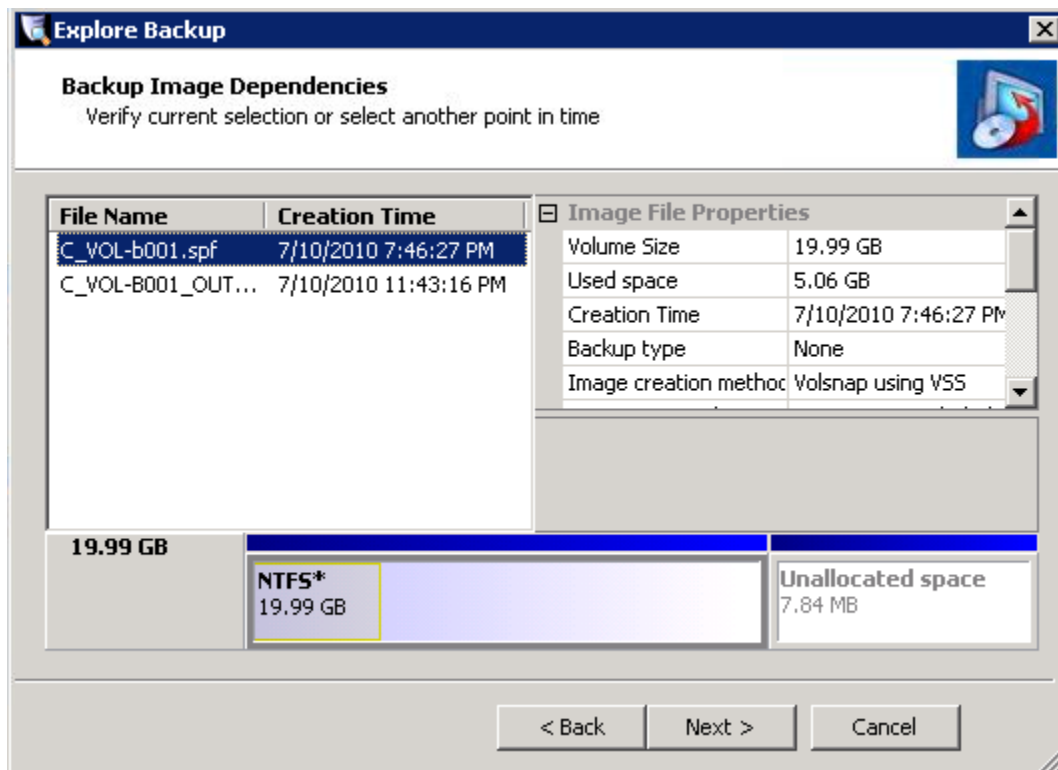 Explore Backup
Backup Image Dependencies
Verify current selection or select another point in time
File Name Creation Time
C_VOL-b001.spf 7/10/2010 7:46:27 PM
C_VOL-B001_OUT... 7/10/2010 11:43:16 PM
Image File Properties
Volume Size 19.99 GB
Used space 5.06 GB
Creation Time 7/10/2010 7:46:27 PM
Backup type None
Image creation method Volsnap using VSS
19.99 GB
NTFS*
19.99 GB
Unallocated space
7.84 MB
< Back Next > Cancel